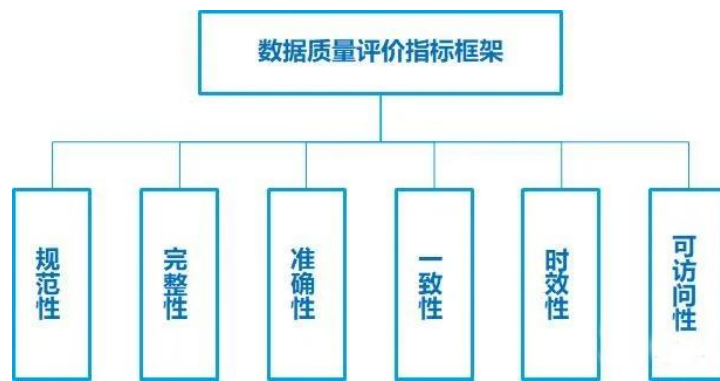 数据质量评价指标框架
规范性
完整性
准确性
一致性
时效性
可访问性